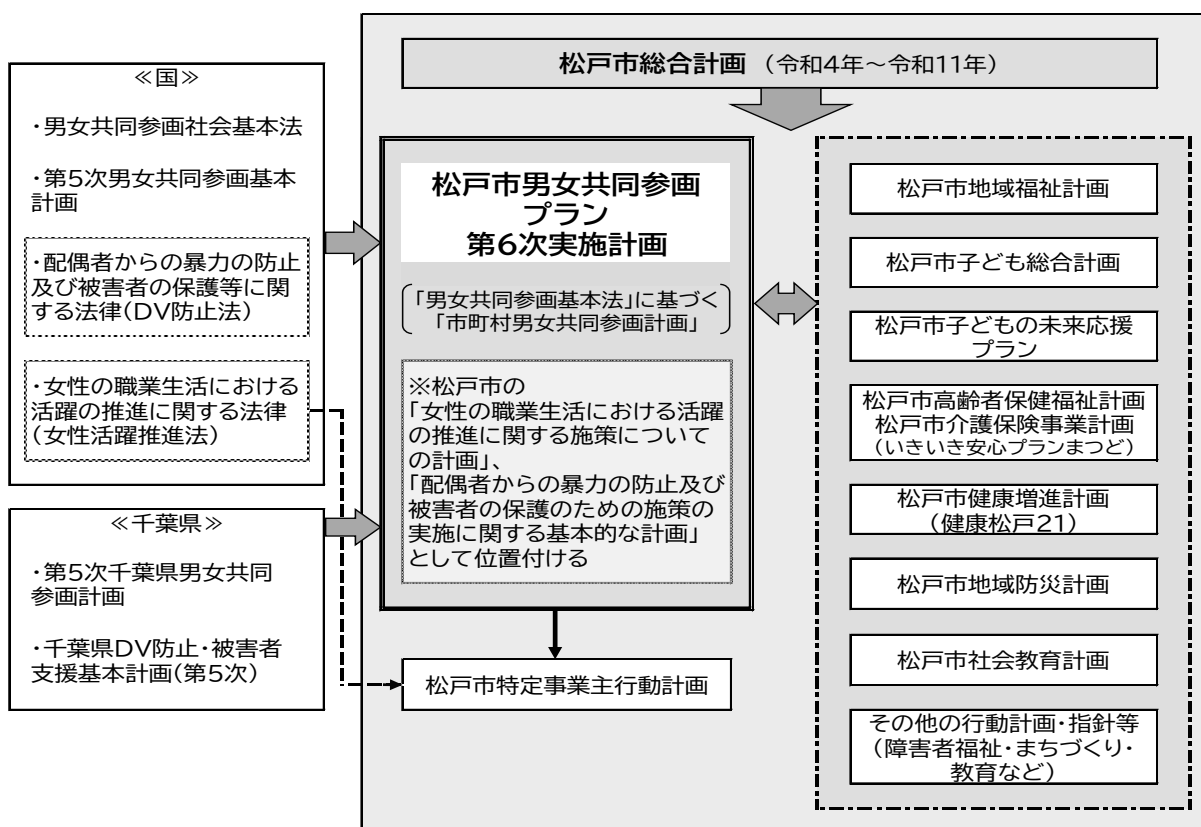 松戸市総合計画 (令和4年~令和11年)
≪国≫
・男女共同参画社会基本法
・第5次男女共同参画基本
計画
・配偶者からの暴力の防止
及び被害者の保護等に関
する法律(DV防止法)
・女性の職業生活における
活躍の推進に関する法律
(女性活躍推進法)
≪千葉県≫
・第5次千葉県男女共同
参画計画
・千葉県DV防止・被害者
支援基本計画(第5次)
松戸市男女共同参画
プラン
第6次実施計画
「男女共同参画基本法」に基づく
「市町村男女共同参画計画」
※松戸市の
「女性の職業生活における活躍
の推進に関する施策について
の計画」、
「配偶者からの暴力の防止及び
被害者の保護のための施策の
実施に関する基本的な計画」
として位置付ける
松戸市特定事業主行動計画
松戸市地域福祉計画
松戸市子ども総合計画
松戸市子どもの未来応援
プラン
松戸市高齢者保健福祉計画
松戸市介護保険事業計画
(いきいき安心プランまつど)
松戸市健康増進計画
(健康松戸21)
松戸市地域防災計画
松戸市社会教育計画
その他の行動計画・指針等
(障害者福祉・まちづくり・
教育など)